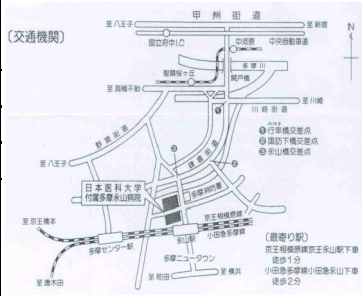 〔交通機関〕
甲州街道
至八王子
至新宿
国立府中I.C
中河原
中央自動車道
多摩川
聖蹟桜ヶ丘
関戸橋
至高幡不動
至川崎
川崎街道
野猿街道
❶行幸橋交差点
❷諏訪下橋交差点
❸永山橋交差点
鎌倉街道
至八王子
日本医科大学
付属多摩永山病院
多摩消防署
至京王橋本
京王相模原線
小田急多摩線
多摩センター駅
永山駅
多摩ニュータウン
至唐木田
至町田
至横浜
〔最寄り駅〕
京王相模原線京王永山駅下車
徒歩1分
小田急多摩線小田急永山下車
徒歩2分